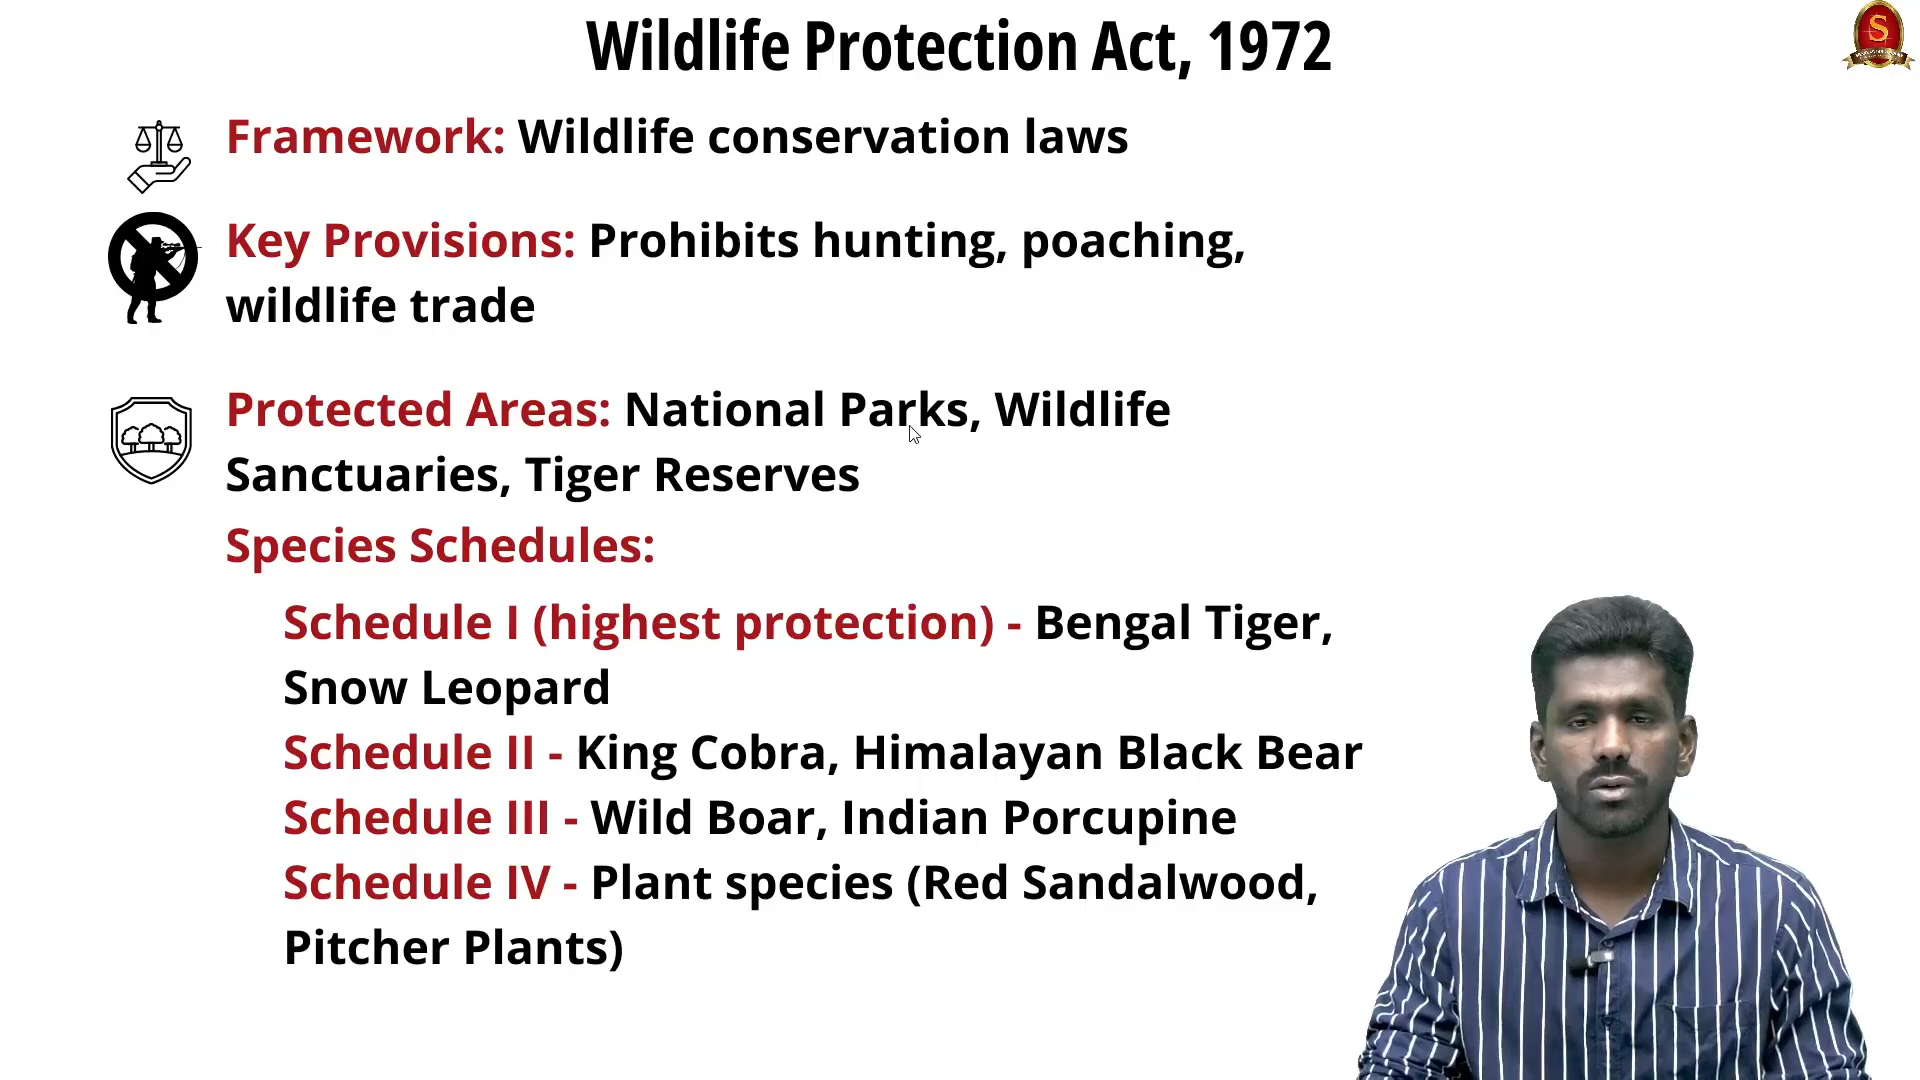 Wildlife Protection Act, 1972
S
Framework: Wildlife conservation laws
Key Provisions: Prohibits hunting, poaching,
wildlife trade
Protected Areas: National Parks, Wildlife
Sanctuaries, Tiger Reserves
Species Schedules:
Schedule I (highest protection) - Bengal Tiger,
Snow Leopard
Schedule II - King Cobra, Himalayan Black Bear
Schedule III - Wild Boar, Indian Porcupine
Schedule IV - Plant species (Red Sandalwood,
Pitcher Plants)